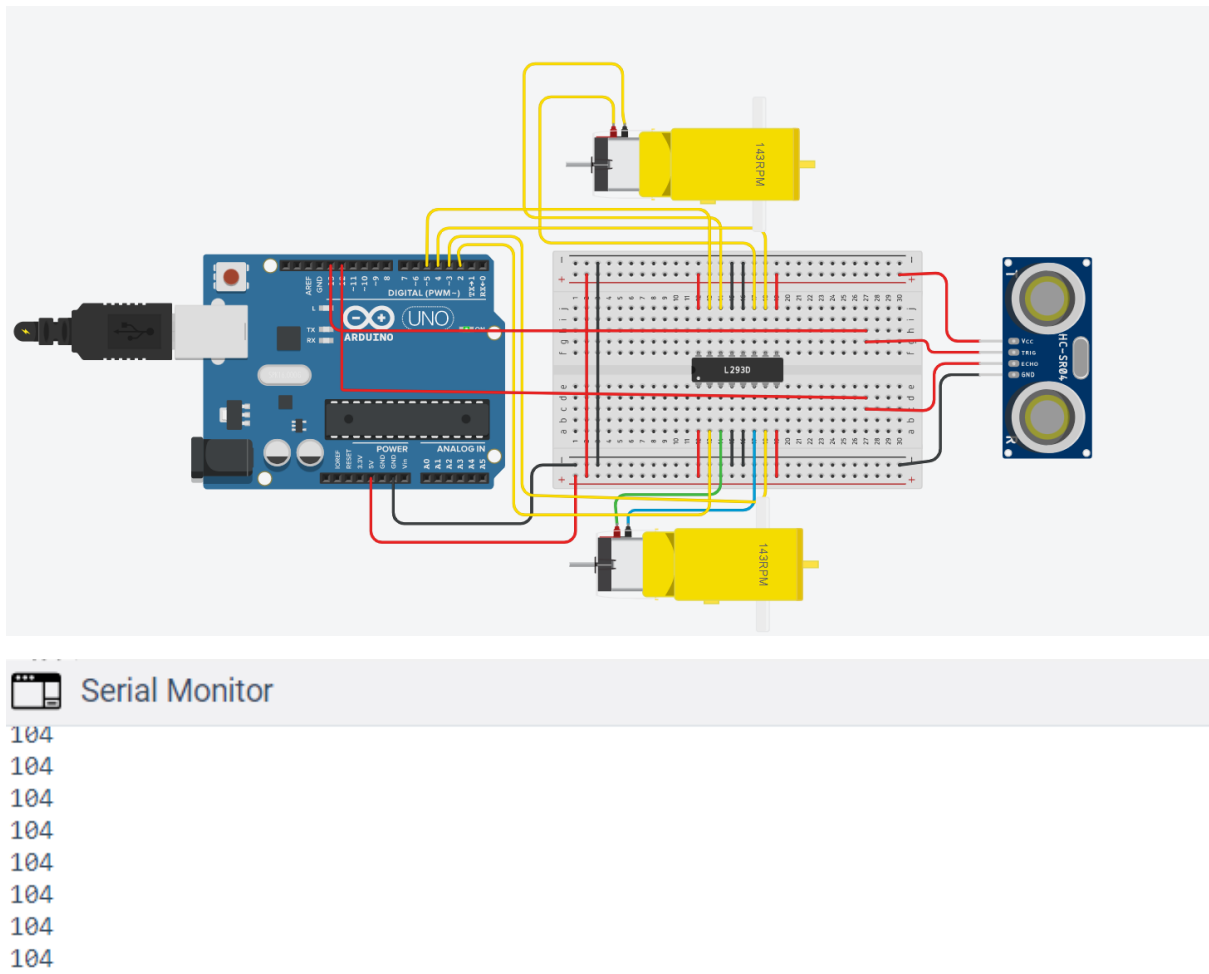 143RPM
AREF
GND
13
12
~11
~10
~9
8
7
~6
~5
4
~3
2
TX→1
RX←0
DIGITAL (PWM~)
L
TX
RX
UNO
ON
ARDUINO
POWER
ANALOG IN
IOREF
RESET
3.3V
5V
GND
GND
Vin
A0
A1
A2
A3
A4
A5
L293D
HC-SR04
T
Vcc
TRIG
ECHO
GND
R
143RPM
Serial Monitor
104
104
104
104
104
104
104
104